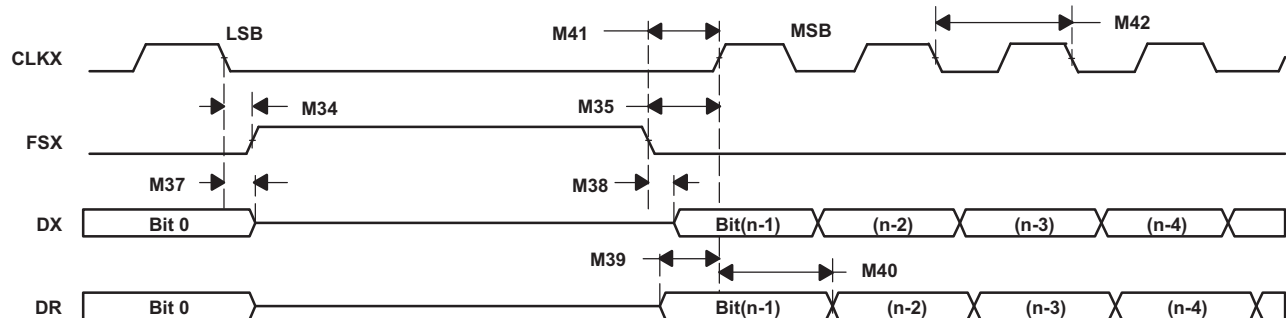 LSB M41 MSB M42
CLKX
M34 M35
FSX
M37 M38
DX Bit 0 Bit(n-1) (n-2) (n-3) (n-4)
M39 M40
DR Bit 0 Bit(n-1) (n-2) (n-3) (n-4)